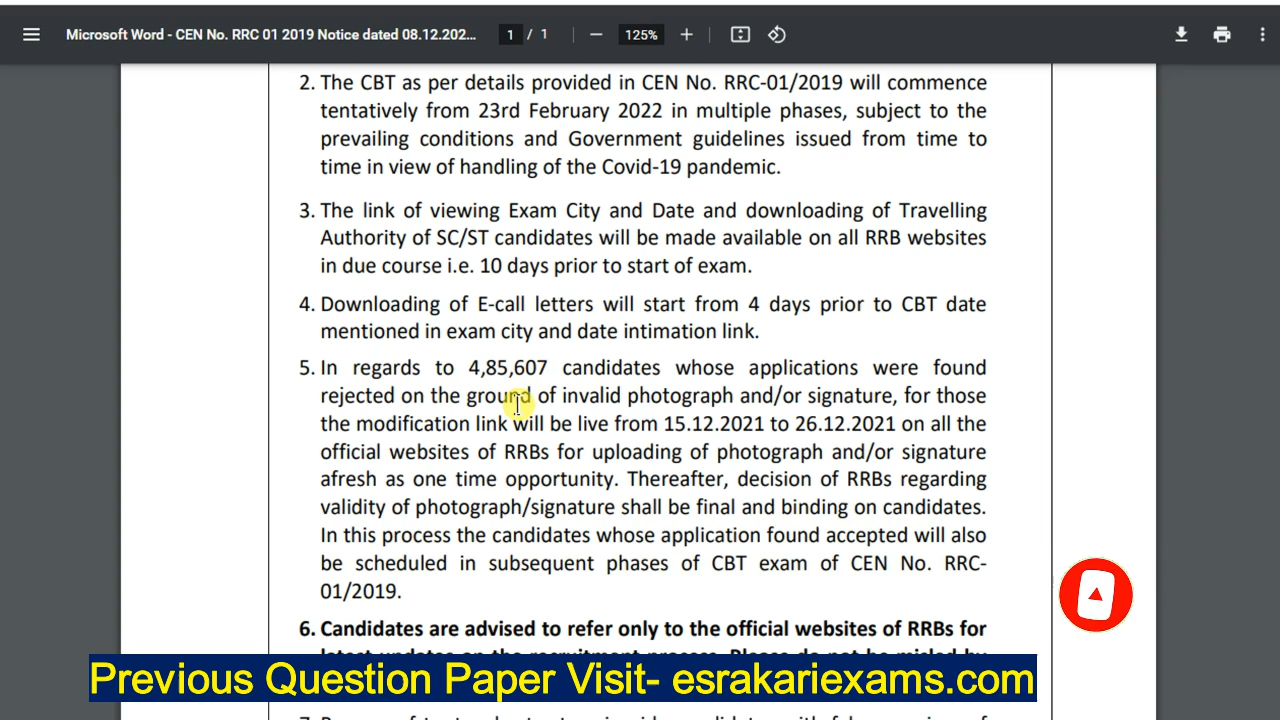 Microsoft Word - CEN No. RRC 01 2019 Notice dated 08.12.202... 1 / 1 125%
2. The CBT as per details provided in CEN No. RRC-01/2019 will commence
tentatively from 23rd February 2022 in multiple phases, subject to the
prevailing conditions and Government guidelines issued from time to
time in view of handling of the Covid-19 pandemic.
3. The link of viewing Exam City and Date and downloading of Travelling
Authority of SC/ST candidates will be made available on all RRB websites
in due course i.e. 10 days prior to start of exam.
4. Downloading of E-call letters will start from 4 days prior to CBT date
mentioned in exam city and date intimation link.
5. In regards to 4,85,607 candidates whose applications were found
rejected on the ground of invalid photograph and/or signature, for those
the modification link will be live from 15.12.2021 to 26.12.2021 on all the
official websites of RRBs for uploading of photograph and/or signature
afresh as one time opportunity. Thereafter, decision of RRBs regarding
validity of photograph/signature shall be final and binding on candidates.
In this process the candidates whose application found accepted will also
be scheduled in subsequent phases of CBT exam of CEN No. RRC-
01/2019.
6. Candidates are advised to refer only to the official websites of RRBs for
latest updates on the recruitment process. Please do not be misled by
Previous Question Paper Visit- esrakariexams.com